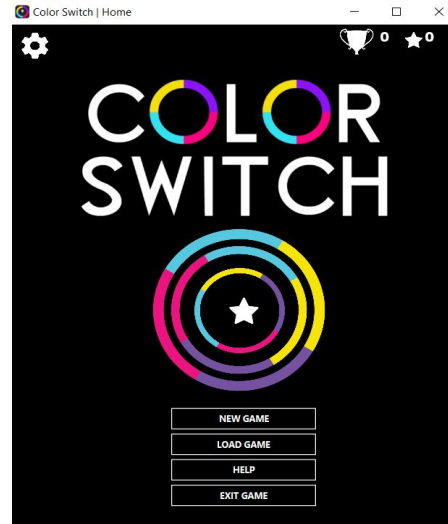 Color Switch | Home
0 0
COLOR
SWITCH
NEW GAME
LOAD GAME
HELP
EXIT GAME